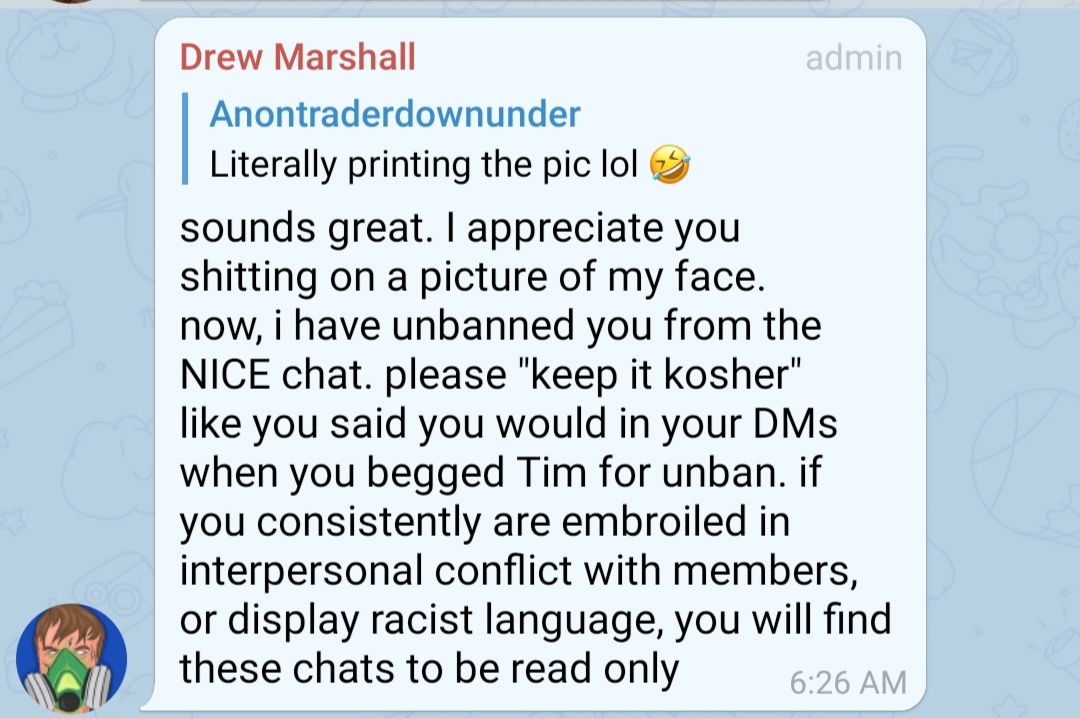 Drew Marshall admin
Anontraderdownunder
Literally printing the pic lol 🤣
sounds great. I appreciate you
shitting on a picture of my face.
now, i have unbanned you from the
NICE chat. please "keep it kosher"
like you said you would in your DMs
when you begged Tim for unban. if
you consistently are embroiled in
interpersonal conflict with members,
or display racist language, you will find
these chats to be read only
6:26 AM